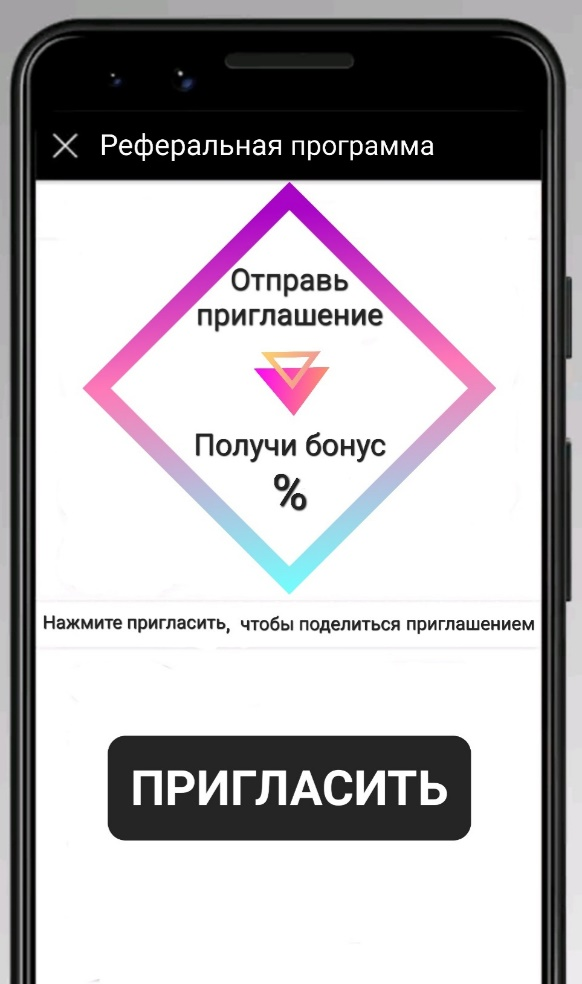 Реферальная программа
Отправь
приглашение
Получи бонус
%
Нажмите пригласить, чтобы поделиться приглашением
ПРИГЛАСИТЬ